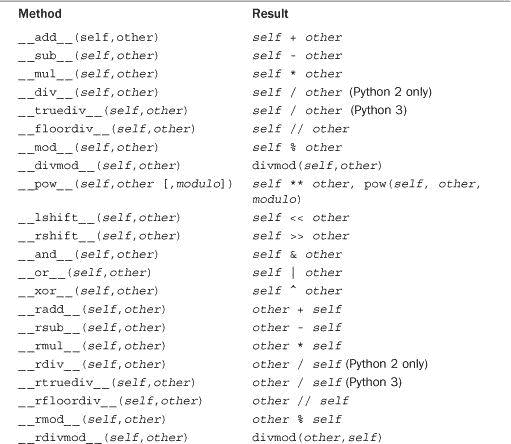 Method Result
__add__(self,other) self + other
__sub__(self,other) self - other
__mul__(self,other) self * other
__div__(self,other) self / other (Python 2 only)
__truediv__(self,other) self / other (Python 3)
__floordiv__(self,other) self // other
__mod__(self,other) self % other
__divmod__(self,other) divmod(self,other)
__pow__(self,other [,modulo]) self ** other, pow(self, other,
modulo)
__lshift__(self,other) self << other
__rshift__(self,other) self >> other
__and__(self,other) self & other
__or__(self,other) self | other
__xor__(self,other) self ^ other
__radd__(self,other) other + self
__rsub__(self,other) other - self
__rmul__(self,other) other * self
__rdiv__(self,other) other / self (Python 2 only)
__rtruediv__(self,other) other / self (Python 3)
__rfloordiv__(self,other) other // self
__rmod__(self,other) other % self
__rdivmod__(self,other) divmod(other,self)